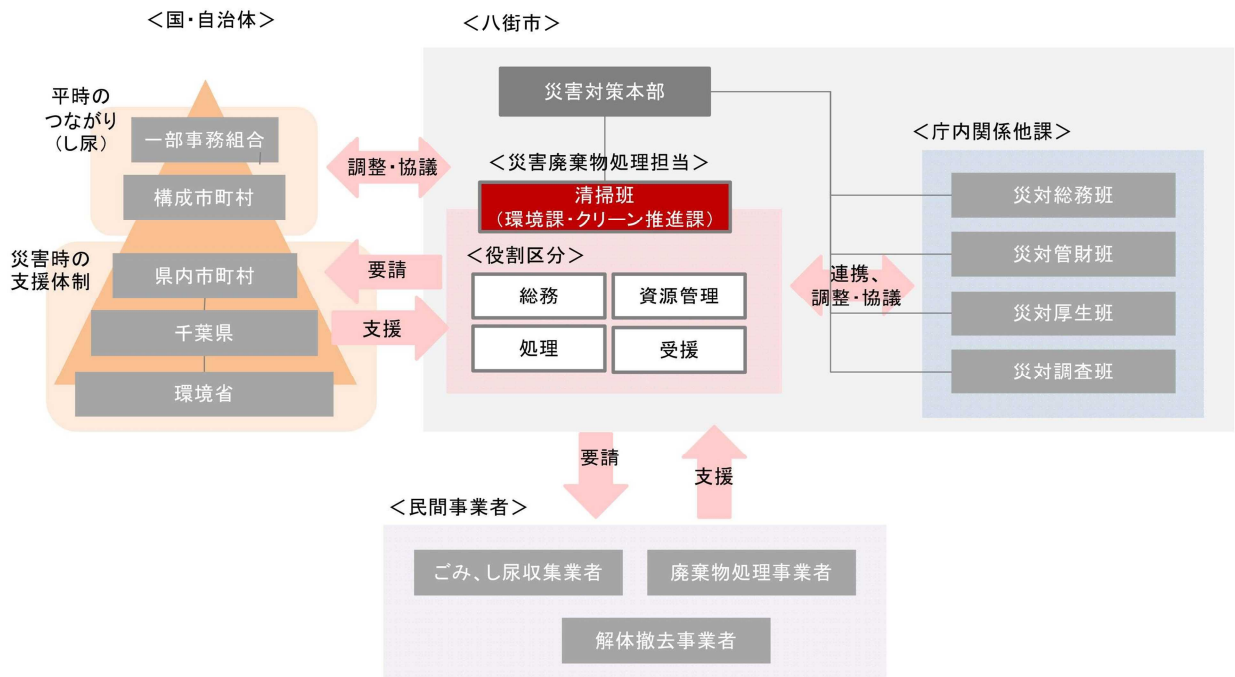 ＜国・自治体＞
平時の
つながり
（し尿）
一部事務組合
構成市町村
災害時の
支援体制
県内市町村
千葉県
環境省
調整・協議
要請
支援
＜八街市＞
災害対策本部
＜災害廃棄物処理担当＞
清掃班
（環境課・クリーン推進課）
＜役割区分＞
総務
資源管理
処理
受援
連携、
調整・協議
＜庁内関係他課＞
災対総務班
災対管財班
災対厚生班
災対調査班
要請
支援
＜民間事業者＞
ごみ、し尿収集業者
廃棄物処理事業者
解体撤去事業者